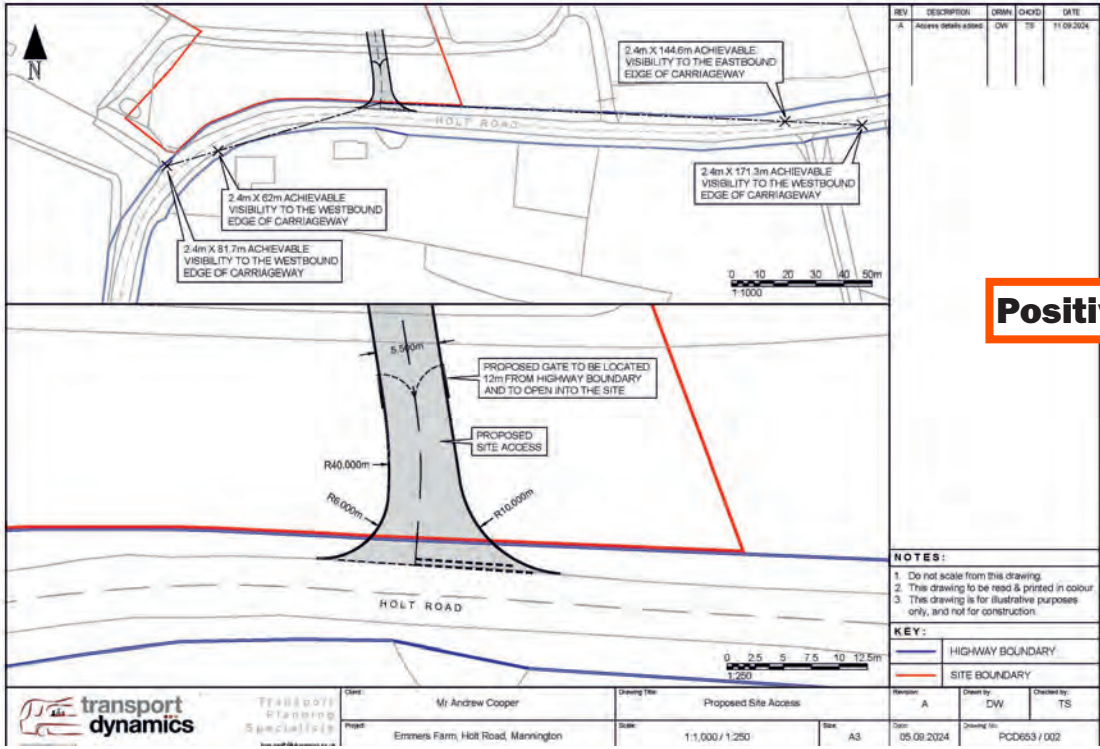 N
2.4m X 144.6m ACHIEVABLE
VISIBILITY TO THE EASTBOUND
EDGE OF CARRIAGEWAY
HOLT ROAD
2.4m X 171.3m ACHIEVABLE
VISIBILITY TO THE WESTBOUND
EDGE OF CARRIAGEWAY
2.4m X 62m ACHIEVABLE
VISIBILITY TO THE WESTBOUND
EDGE OF CARRIAGEWAY
2.4m X 81.7m ACHIEVABLE
VISIBILITY TO THE WESTBOUND
EDGE OF CARRIAGEWAY
0 10 20 30 40 50m
1:1000
REV DESCRIPTION DRWN CHK'D DATE
A Access details added DW TS 11.09.2024
Positiv
5.500m
PROPOSED GATE TO BE LOCATED
12m FROM HIGHWAY BOUNDARY
AND TO OPEN INTO THE SITE
PROPOSED
SITE ACCESS
R40.000m
R6.000m
R10.000m
HOLT ROAD
0 2.5 5 7.5 10 12.5m
1:250
NOTES:
1. Do not scale from this drawing.
2. This drawing to be read & printed in colour
3. This drawing is for illustrative purposes
only, and not for construction.
KEY:
HIGHWAY BOUNDARY
SITE BOUNDARY
transport
dynamics
Transport
Planning
Specialists
Client:
Mr Andrew Cooper
Project:
Emmers Farm, Holt Road, Mannington
Drawing Title:
Proposed Site Access
Scale:
1:1,000 / 1:250
Size:
A3
Revision:
A
Drawn by:
DW
Checked by:
TS
Date:
05.09.2024
Drawing No.
PCD653 / 002